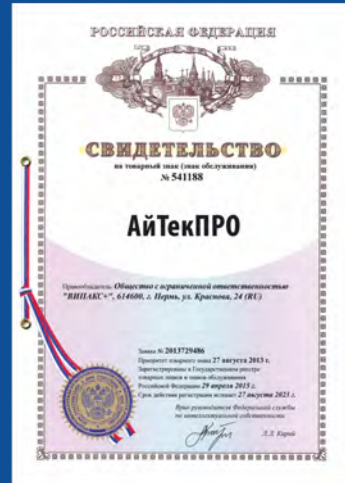 РОССИЙСКАЯ ФЕДЕРАЦИЯ
СВИДЕТЕЛЬСТВО
на товарный знак (знак обслуживания)
№ 541188
АйТекПРО
Правообладатель: Общество с ограниченной ответственностью
"ВИПАКС+", 614600, г. Пермь, ул. Краснова, 24 (RU)
Заявка № 2013729486
Приоритет товарного знака 27 августа 2013 г.
Зарегистрировано в Государственном реестре
товарных знаков и знаков обслуживания
Российской Федерации 29 апреля 2015 г.
Срок действия регистрации истекает 27 августа 2023 г.
Врио руководителя Федеральной службы
по интеллектуальной собственности
Л.Л. Кирий